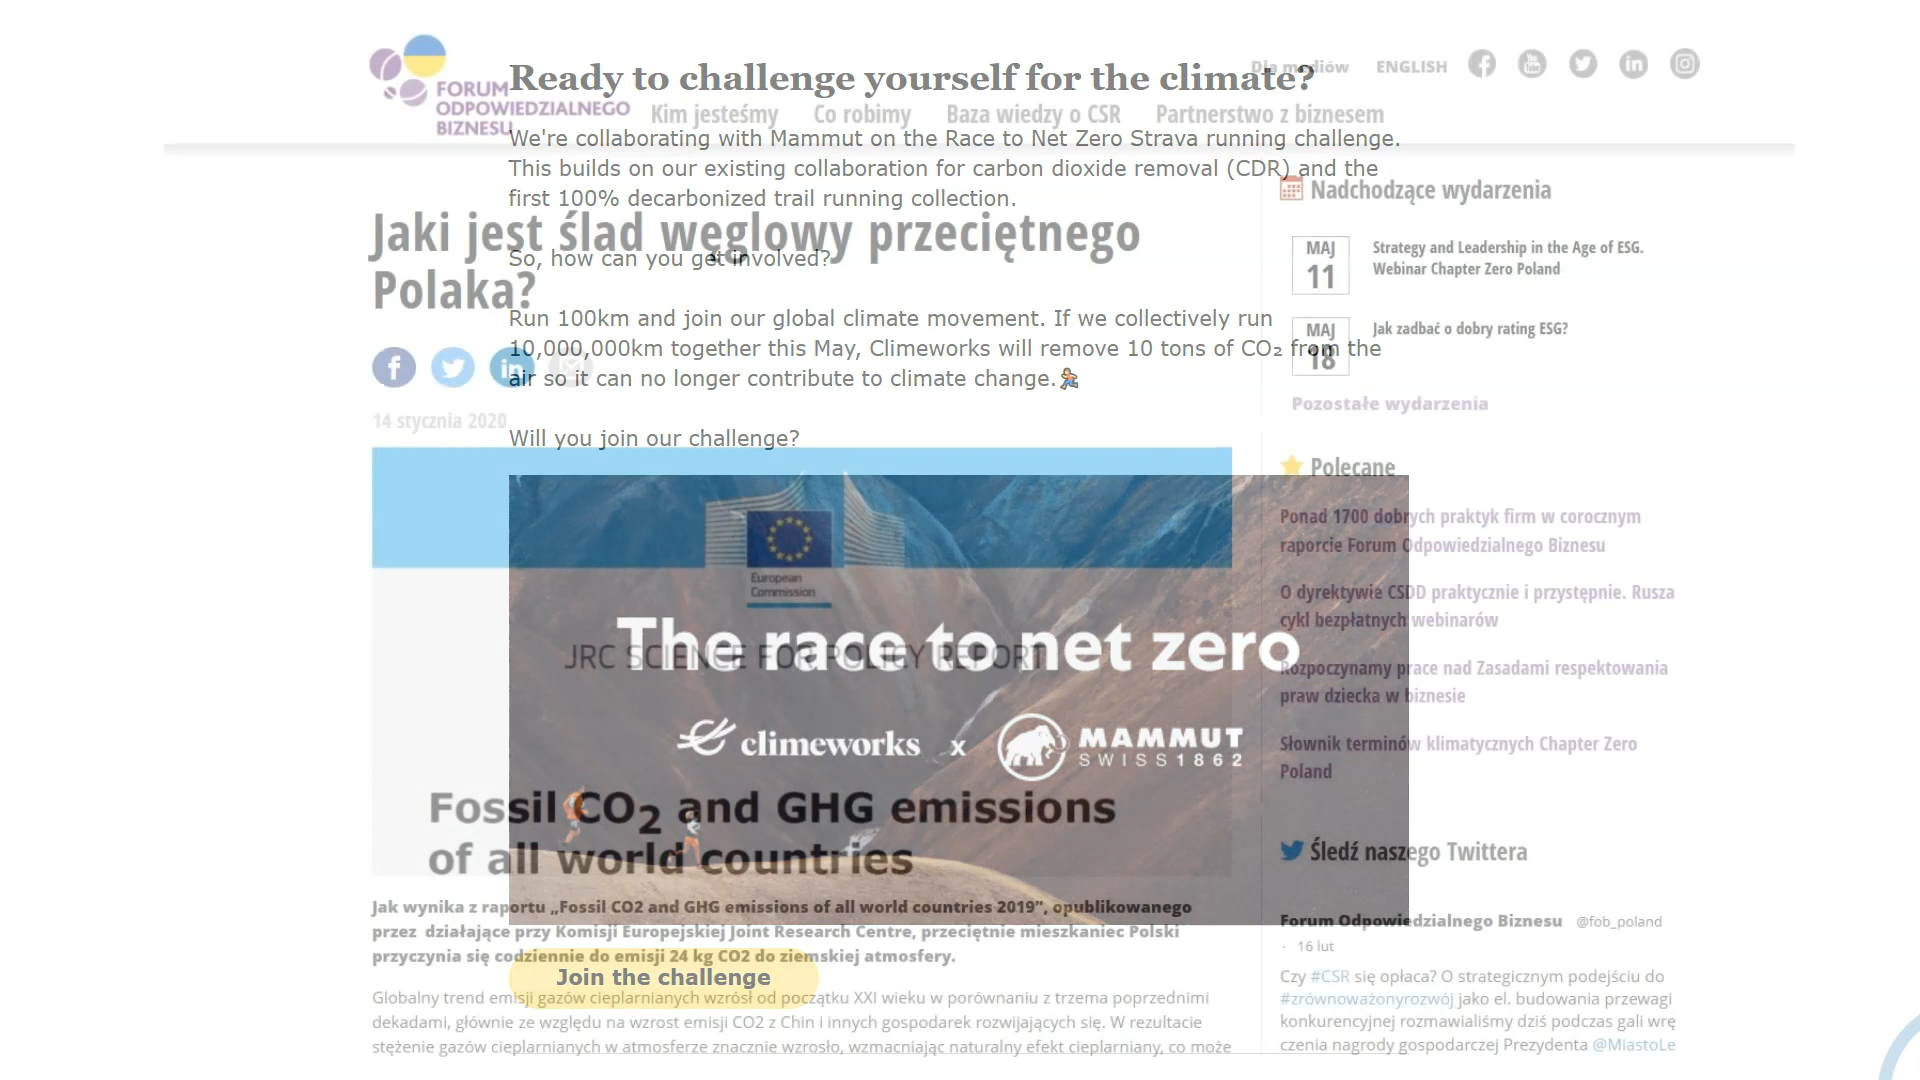 FORUM
ODPOWIEDZIALNEGO
BIZNESU
Dla mediów
ENGLISH
Kim jesteśmy
Co robimy
Baza wiedzy o CSR
Partnerstwo z biznesem
Ready to challenge yourself for the climate?
We're collaborating with Mammut on the Race to Net Zero Strava running challenge.
This builds on our existing collaboration for carbon dioxide removal (CDR) and the
first 100% decarbonized trail running collection.
So, how can you get involved?
Run 100km and join our global climate movement. If we collectively run
10,000,000km together this May, Climeworks will remove 10 tons of CO₂ from the
air so it can no longer contribute to climate change.
Will you join our challenge?
The race to net zero
climeworks x MAMMUT
SWISS 1862
Join the challenge
Jaki jest ślad węglowy przeciętnego
Polaka?
14 stycznia 2020
European
Commission
JRC SCIENCE FOR POLICY REPORT
Fossil CO₂ and GHG emissions
of all world countries
Jak wynika z raportu „Fossil CO2 and GHG emissions of all world countries 2019”, opublikowanego
przez działające przy Komisji Europejskiej Joint Research Centre, przeciętnie mieszkaniec Polski
przyczynia się codziennie do emisji 24 kg CO2 do ziemskiej atmosfery.
Globalny trend emisji gazów cieplarnianych wzrósł od początku XXI wieku w porównaniu z trzema poprzednimi
dekadami, głównie ze względu na wzrost emisji CO2 z Chin i innych gospodarek rozwijających się. W rezultacie
stężenie gazów cieplarnianych w atmosferze znacznie wzrosło, wzmacniając naturalny efekt cieplarniany, co może
Nadchodzące wydarzenia
MAJ
11
Strategy and Leadership in the Age of ESG.
Webinar Chapter Zero Poland
MAJ
18
Jak zadbać o dobry rating ESG?
Pozostałe wydarzenia
Polecane
Ponad 1700 dobrych praktyk firm w corocznym
raporcie Forum Odpowiedzialnego Biznesu
O dyrektywie CSDD praktycznie i przystępnie. Rusza
cykl bezpłatnych webinarów
Rozpoczynamy prace nad Zasadami respektowania
praw dziecka w biznesie
Słownik terminów klimatycznych Chapter Zero
Poland
Śledź naszego Twittera
Forum Odpowiedzialnego Biznesu @fob_poland
· 16 lut
Czy #CSR się opłaca? O strategicznym podejściu do
#zrównoważonyrozwój jako el. budowania przewagi
konkurencyjnej rozmawialiśmy dziś podczas gali wrę
czenia nagrody gospodarczej Prezydenta @MiastoLe